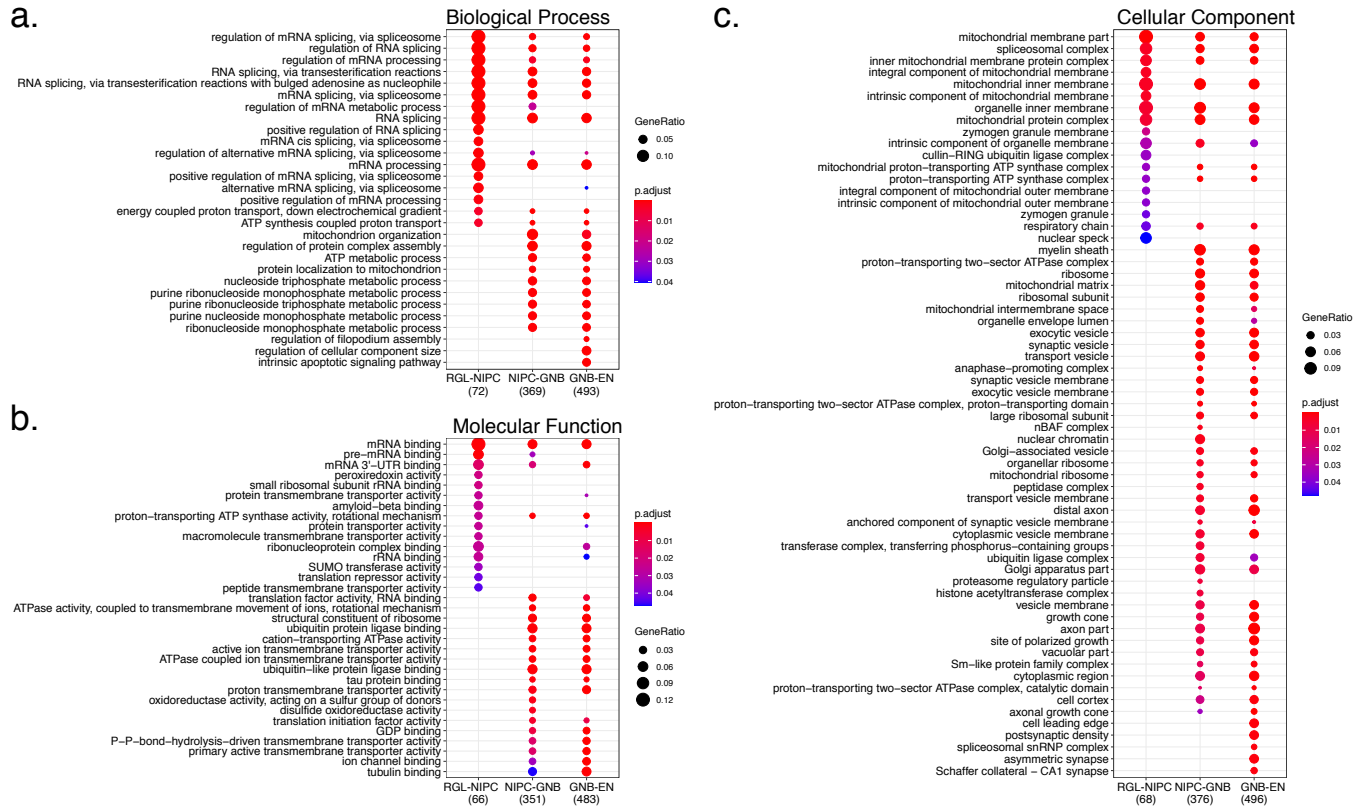 a.
Biological Process
regulation of mRNA splicing, via spliceosome
regulation of RNA splicing
regulation of mRNA processing
RNA splicing, via transesterification reactions
RNA splicing, via transesterification reactions with bulged adenosine as nucleophile
mRNA splicing, via spliceosome
regulation of mRNA metabolic process
RNA splicing
positive regulation of RNA splicing
mRNA cis splicing, via spliceosome
regulation of alternative mRNA splicing, via spliceosome
mRNA processing
positive regulation of mRNA splicing, via spliceosome
alternative mRNA splicing, via spliceosome
positive regulation of mRNA processing
energy coupled proton transport, down electrochemical gradient
ATP synthesis coupled proton transport
mitochondrion organization
regulation of protein complex assembly
ATP metabolic process
protein localization to mitochondrion
nucleoside triphosphate metabolic process
purine ribonucleoside monophosphate metabolic process
purine ribonucleoside triphosphate metabolic process
purine nucleoside monophosphate metabolic process
ribonucleoside monophosphate metabolic process
regulation of filopodium assembly
regulation of cellular component size
intrinsic apoptotic signaling pathway
RGL-NIPC NIPC-GNB GNB-EN
(72) (369) (493)
GeneRatio
0.05
0.10
p.adjust
0.01
0.02
0.03
0.04
b.
Molecular Function
mRNA binding
pre-mRNA binding
mRNA 3'-UTR binding
peroxiredoxin activity
small ribosomal subunit rRNA binding
protein transmembrane transporter activity
amyloid-beta binding
proton-transporting ATP synthase activity, rotational mechanism
protein transporter activity
macromolecule transmembrane transporter activity
ribonucleoprotein complex binding
rRNA binding
SUMO transferase activity
translation repressor activity
peptide transmembrane transporter activity
translation factor activity, RNA binding
ATPase activity, coupled to transmembrane movement of ions, rotational mechanism
structural constituent of ribosome
ubiquitin protein ligase binding
cation-transporting ATPase activity
active ion transmembrane transporter activity
ATPase coupled ion transmembrane transporter activity
ubiquitin-like protein ligase binding
tau protein binding
proton transmembrane transporter activity
oxidoreductase activity, acting on a sulfur group of donors
disulfide oxidoreductase activity
translation initiation factor activity
GDP binding
P-P-bond-hydrolysis-driven transmembrane transporter activity
primary active transmembrane transporter activity
ion channel binding
tubulin binding
RGL-NIPC NIPC-GNB GNB-EN
(66) (351) (483)
p.adjust
0.01
0.02
0.03
0.04
GeneRatio
0.03
0.06
0.09
0.12
c.
Cellular Component
mitochondrial membrane part
spliceosomal complex
inner mitochondrial membrane protein complex
integral component of mitochondrial membrane
mitochondrial inner membrane
intrinsic component of mitochondrial membrane
organelle inner membrane
mitochondrial protein complex
zymogen granule membrane
intrinsic component of organelle membrane
cullin-RING ubiquitin ligase complex
mitochondrial proton-transporting ATP synthase complex
proton-transporting ATP synthase complex
integral component of mitochondrial outer membrane
intrinsic component of mitochondrial outer membrane
zymogen granule
respiratory chain
nuclear speck
myelin sheath
proton-transporting two-sector ATPase complex
ribosome
mitochondrial matrix
ribosomal subunit
mitochondrial intermembrane space
organelle envelope lumen
exocytic vesicle
synaptic vesicle
transport vesicle
anaphase-promoting complex
synaptic vesicle membrane
exocytic vesicle membrane
proton-transporting two-sector ATPase complex, proton-transporting domain
large ribosomal subunit
nBAF complex
nuclear chromatin
Golgi-associated vesicle
organellar ribosome
mitochondrial ribosome
peptidase complex
transport vesicle membrane
distal axon
anchored component of synaptic vesicle membrane
cytoplasmic vesicle membrane
transferase complex, transferring phosphorus-containing groups
ubiquitin ligase complex
Golgi apparatus part
proteasome regulatory particle
histone acetyltransferase complex
vesicle membrane
growth cone
axon part
site of polarized growth
vacuolar part
Sm-like protein family complex
cytoplasmic region
proton-transporting two-sector ATPase complex, catalytic domain
cell cortex
axonal growth cone
cell leading edge
postsynaptic density
spliceosomal snRNP complex
asymmetric synapse
Schaffer collateral - CA1 synapse
RGL-NIPC NIPC-GNB GNB-EN
(68) (376) (496)
GeneRatio
0.03
0.06
0.09
p.adjust
0.01
0.02
0.03
0.04